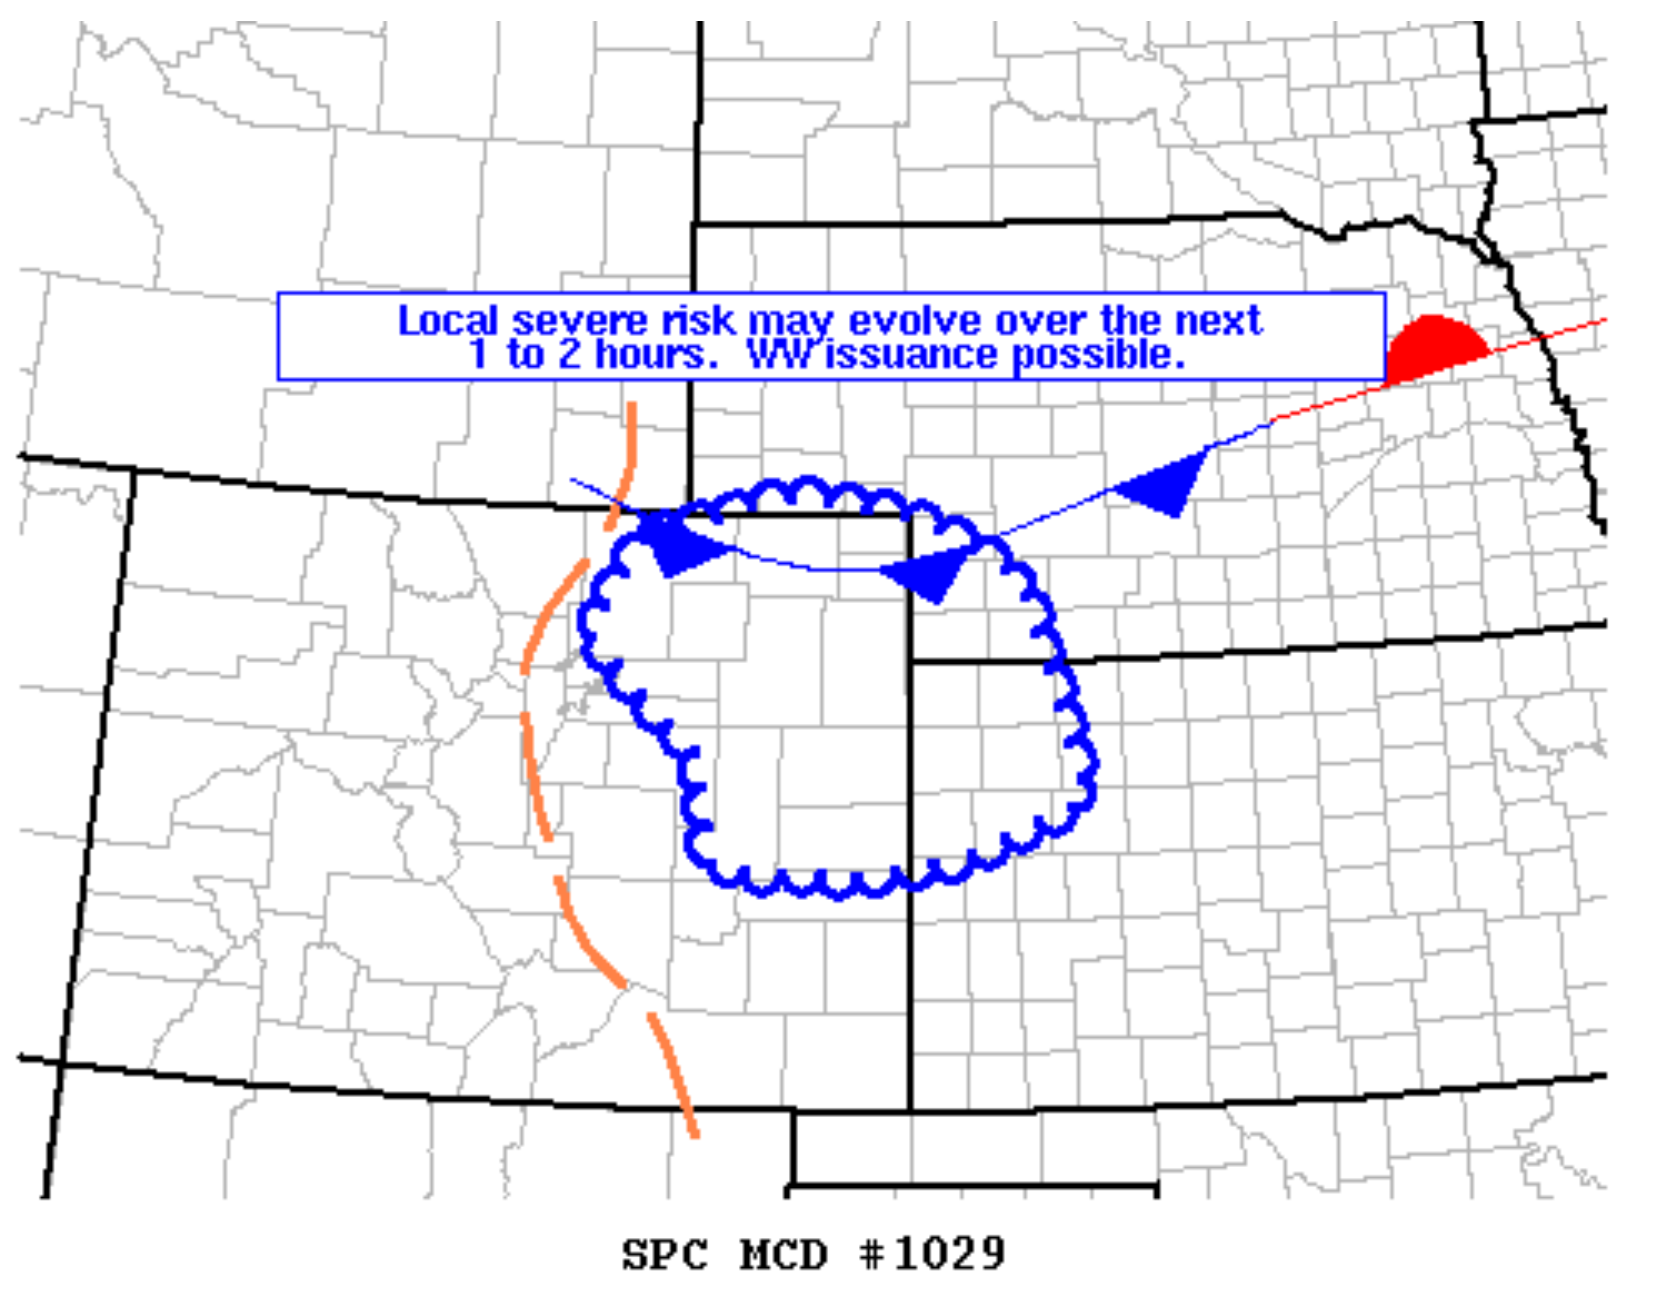 Local severe risk may evolve over the next
1 to 2 hours. WW issuance possible.
SPC MCD #1029